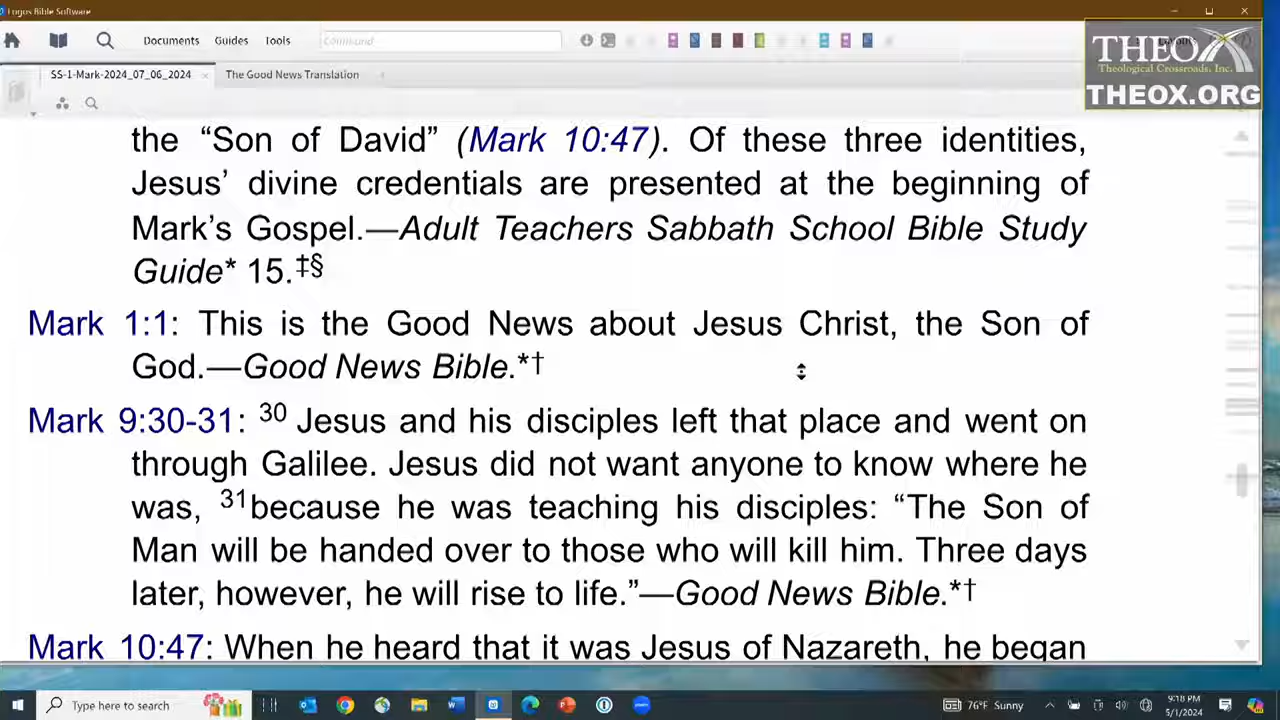 Logos Bible Software
Documents Guides Tools Command
THEOX
Theological Crossroads, Inc.
THEOX.ORG
SS-1-Mark-2024_07_06_2024 The Good News Translation
the “Son of David” (Mark 10:47). Of these three identities,
Jesus’ divine credentials are presented at the beginning of
Mark’s Gospel.—Adult Teachers Sabbath School Bible Study
Guide* 15.‡§
Mark 1:1: This is the Good News about Jesus Christ, the Son of
God.—Good News Bible.*†
Mark 9:30-31: 30 Jesus and his disciples left that place and went on
through Galilee. Jesus did not want anyone to know where he
was, 31because he was teaching his disciples: “The Son of
Man will be handed over to those who will kill him. Three days
later, however, he will rise to life.”—Good News Bible.*†
Mark 10:47: When he heard that it was Jesus of Nazareth, he began
Type here to search
76°F Sunny
9:18 PM
5/1/2024